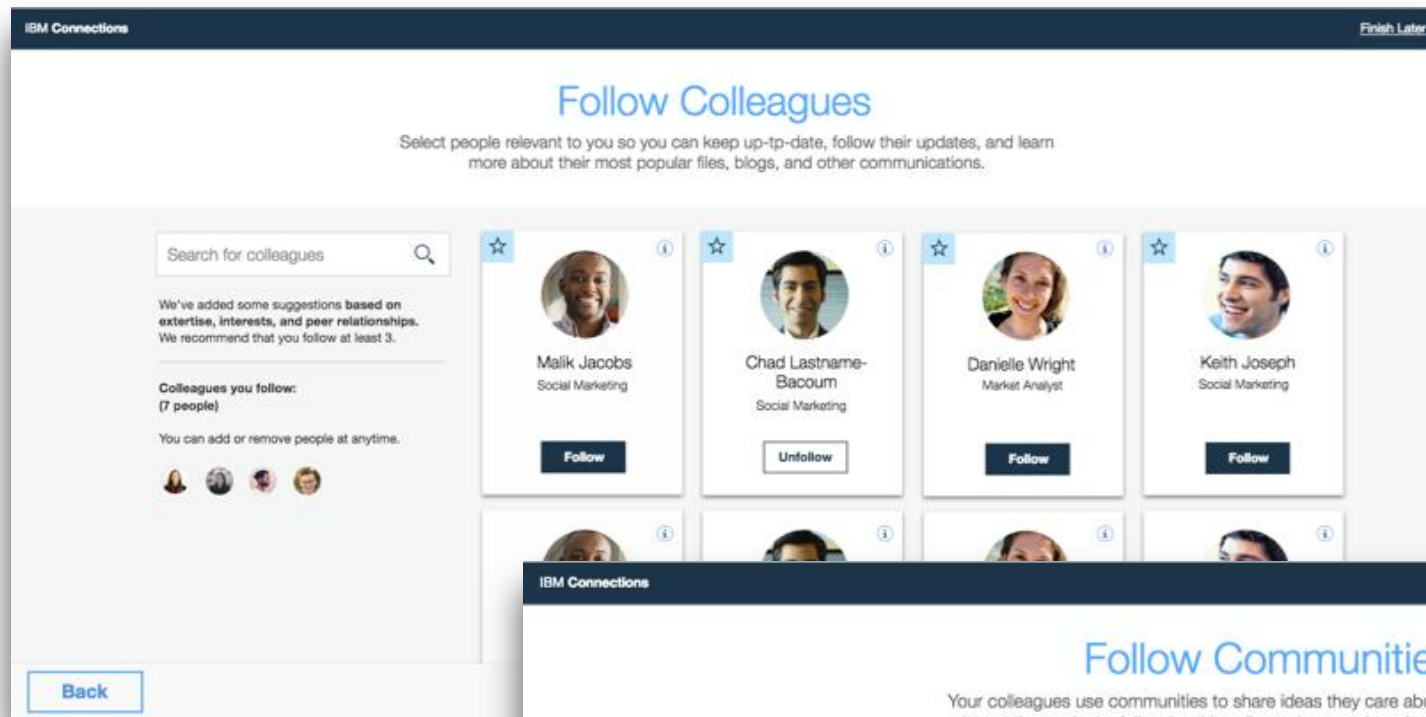 IBM Connections
Finish Later
Follow Colleagues
Select people relevant to you so you can keep up-tp-date, follow their updates, and learn
more about their most popular files, blogs, and other communications.
Search for colleagues
We've added some suggestions based on
extertise, interests, and peer relationships.
We recommend that you follow at least 3.
Colleagues you follow:
(7 people)
You can add or remove people at anytime.
Malik Jacobs
Social Marketing
Follow
Chad Lastname-
Bacoum
Social Marketing
Unfollow
Danielle Wright
Market Analyst
Follow
Keith Joseph
Social Marketing
Follow
Back
IBM Connections
Follow Communitie
Your colleagues use communities to share ideas they care abo